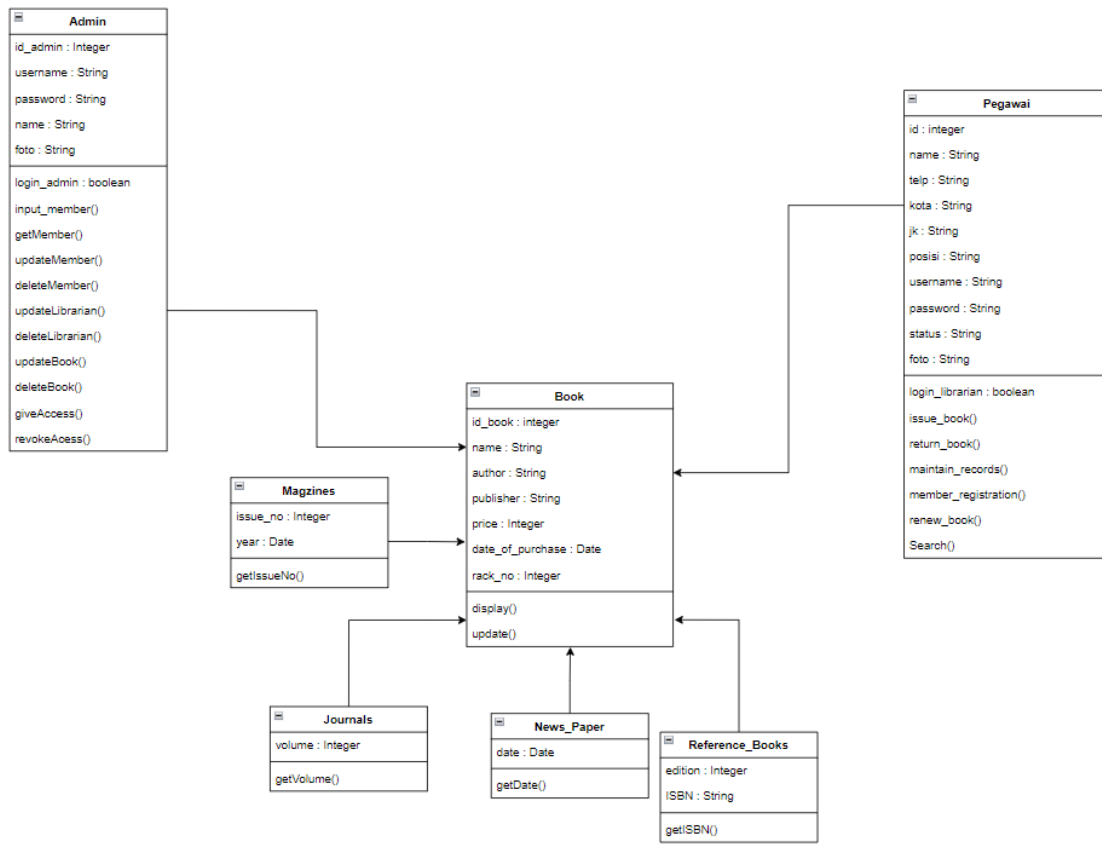 Admin
id_admin : Integer
username : String
password : String
name : String
foto : String
login_admin : boolean
input_member()
getMember()
updateMember()
deleteMember()
updateLibrarian()
deleteLibrarian()
updateBook()
deleteBook()
giveAccess()
revokeAcess()
Pegawai
id : integer
name : String
telp : String
kota : String
jk : String
posisi : String
username : String
password : String
status : String
foto : String
login_librarian : boolean
issue_book()
return_book()
maintain_records()
member_registration()
renew_book()
Search()
Book
id_book : integer
name : String
author : String
publisher : String
price : Integer
date_of_purchase : Date
rack_no : Integer
display()
update()
Magzines
issue_no : Integer
year : Date
getIssueNo()
Journals
volume : Integer
getVolume()
News_Paper
date : Date
getDate()
Reference_Books
edition : Integer
ISBN : String
getISBN()